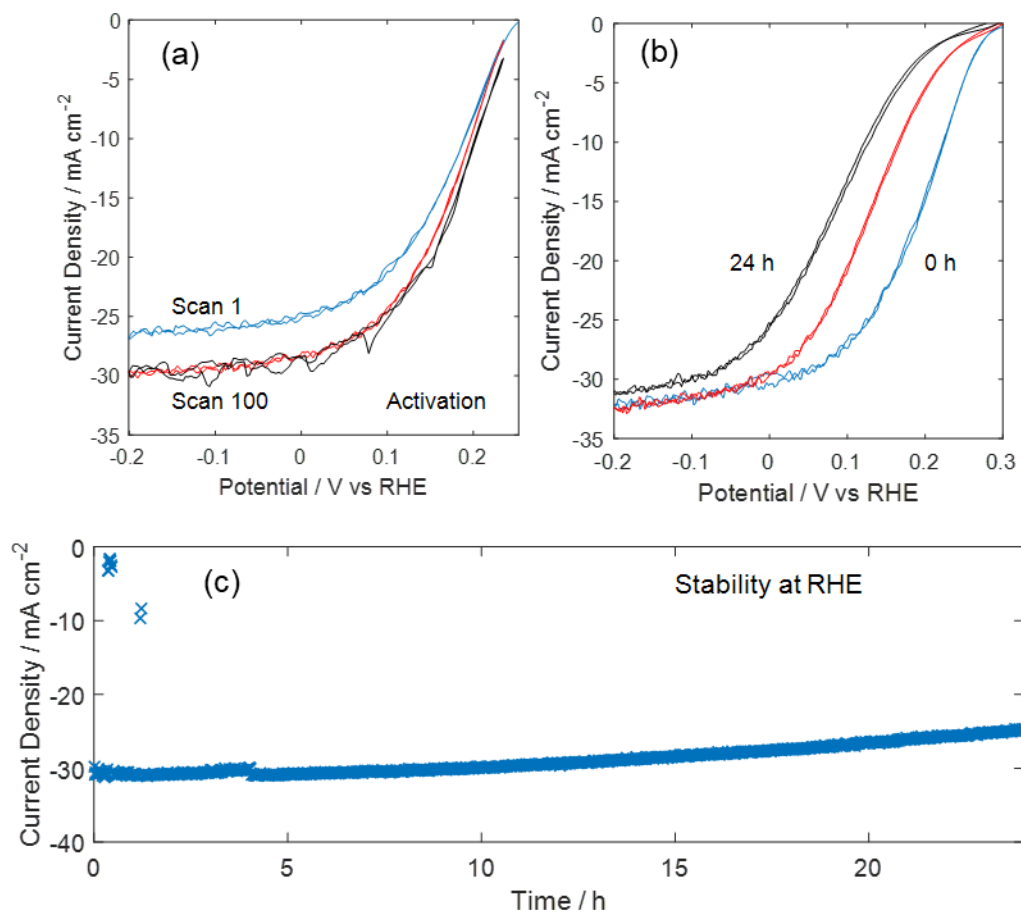 (a)
Scan 1
Scan 100
Activation
0
-5
-10
-15
-20
-25
-30
-35
Current Density / mA cm⁻²
-0.2
-0.1
0
0.1
0.2
Potential / V vs RHE
(b)
24 h
0 h
0
-5
-10
-15
-20
-25
-30
-35
Current Density / mA cm⁻²
-0.2
-0.1
0
0.1
0.2
0.3
Potential / V vs RHE
(c)
Stability at RHE
0
-10
-20
-30
-40
Current Density / mA cm⁻²
0
5
10
15
20
Time / h